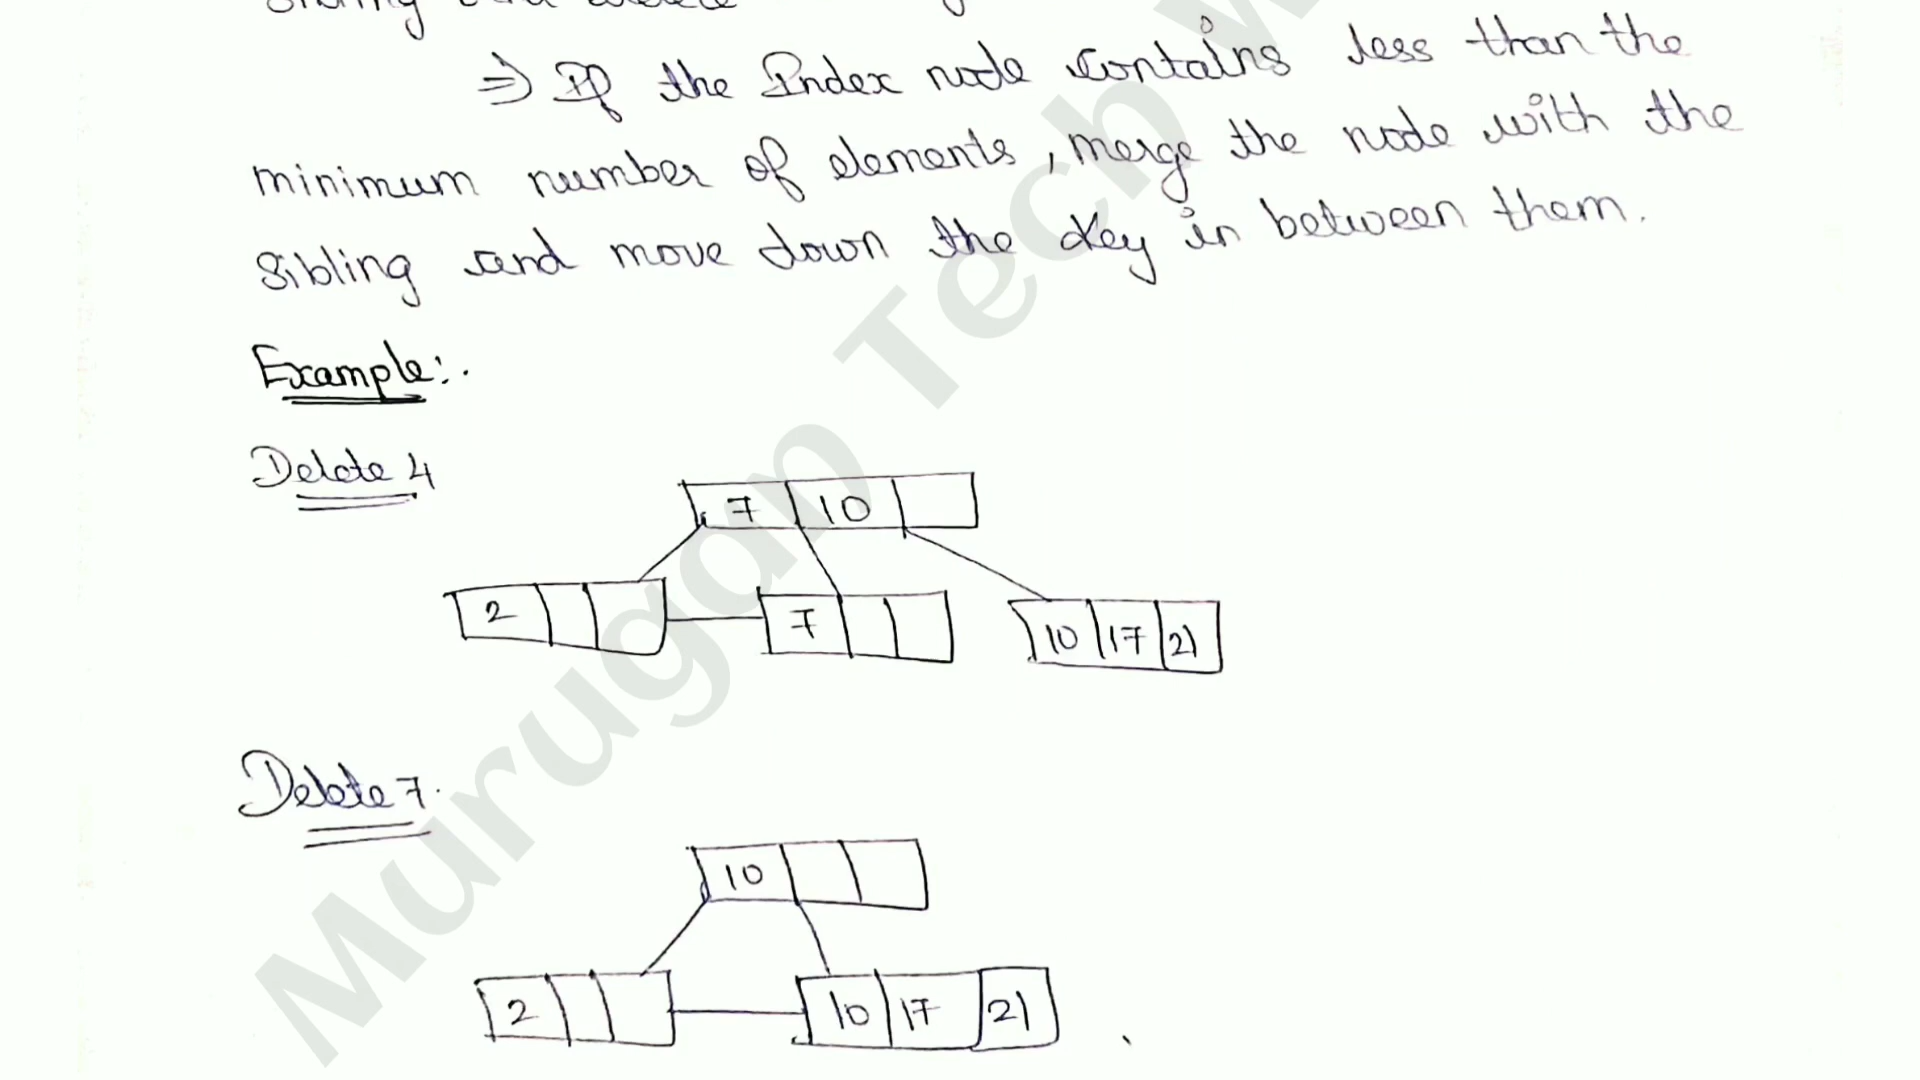 ⇒ If the Index node contains less than the
minimum number of elements, merge the node with the
Sibling and move down the key in between them.
Example:.
Delete 4
7 10
2
7
10 17 21
Delete 7.
10
2
10 17 21
Murugan Tech